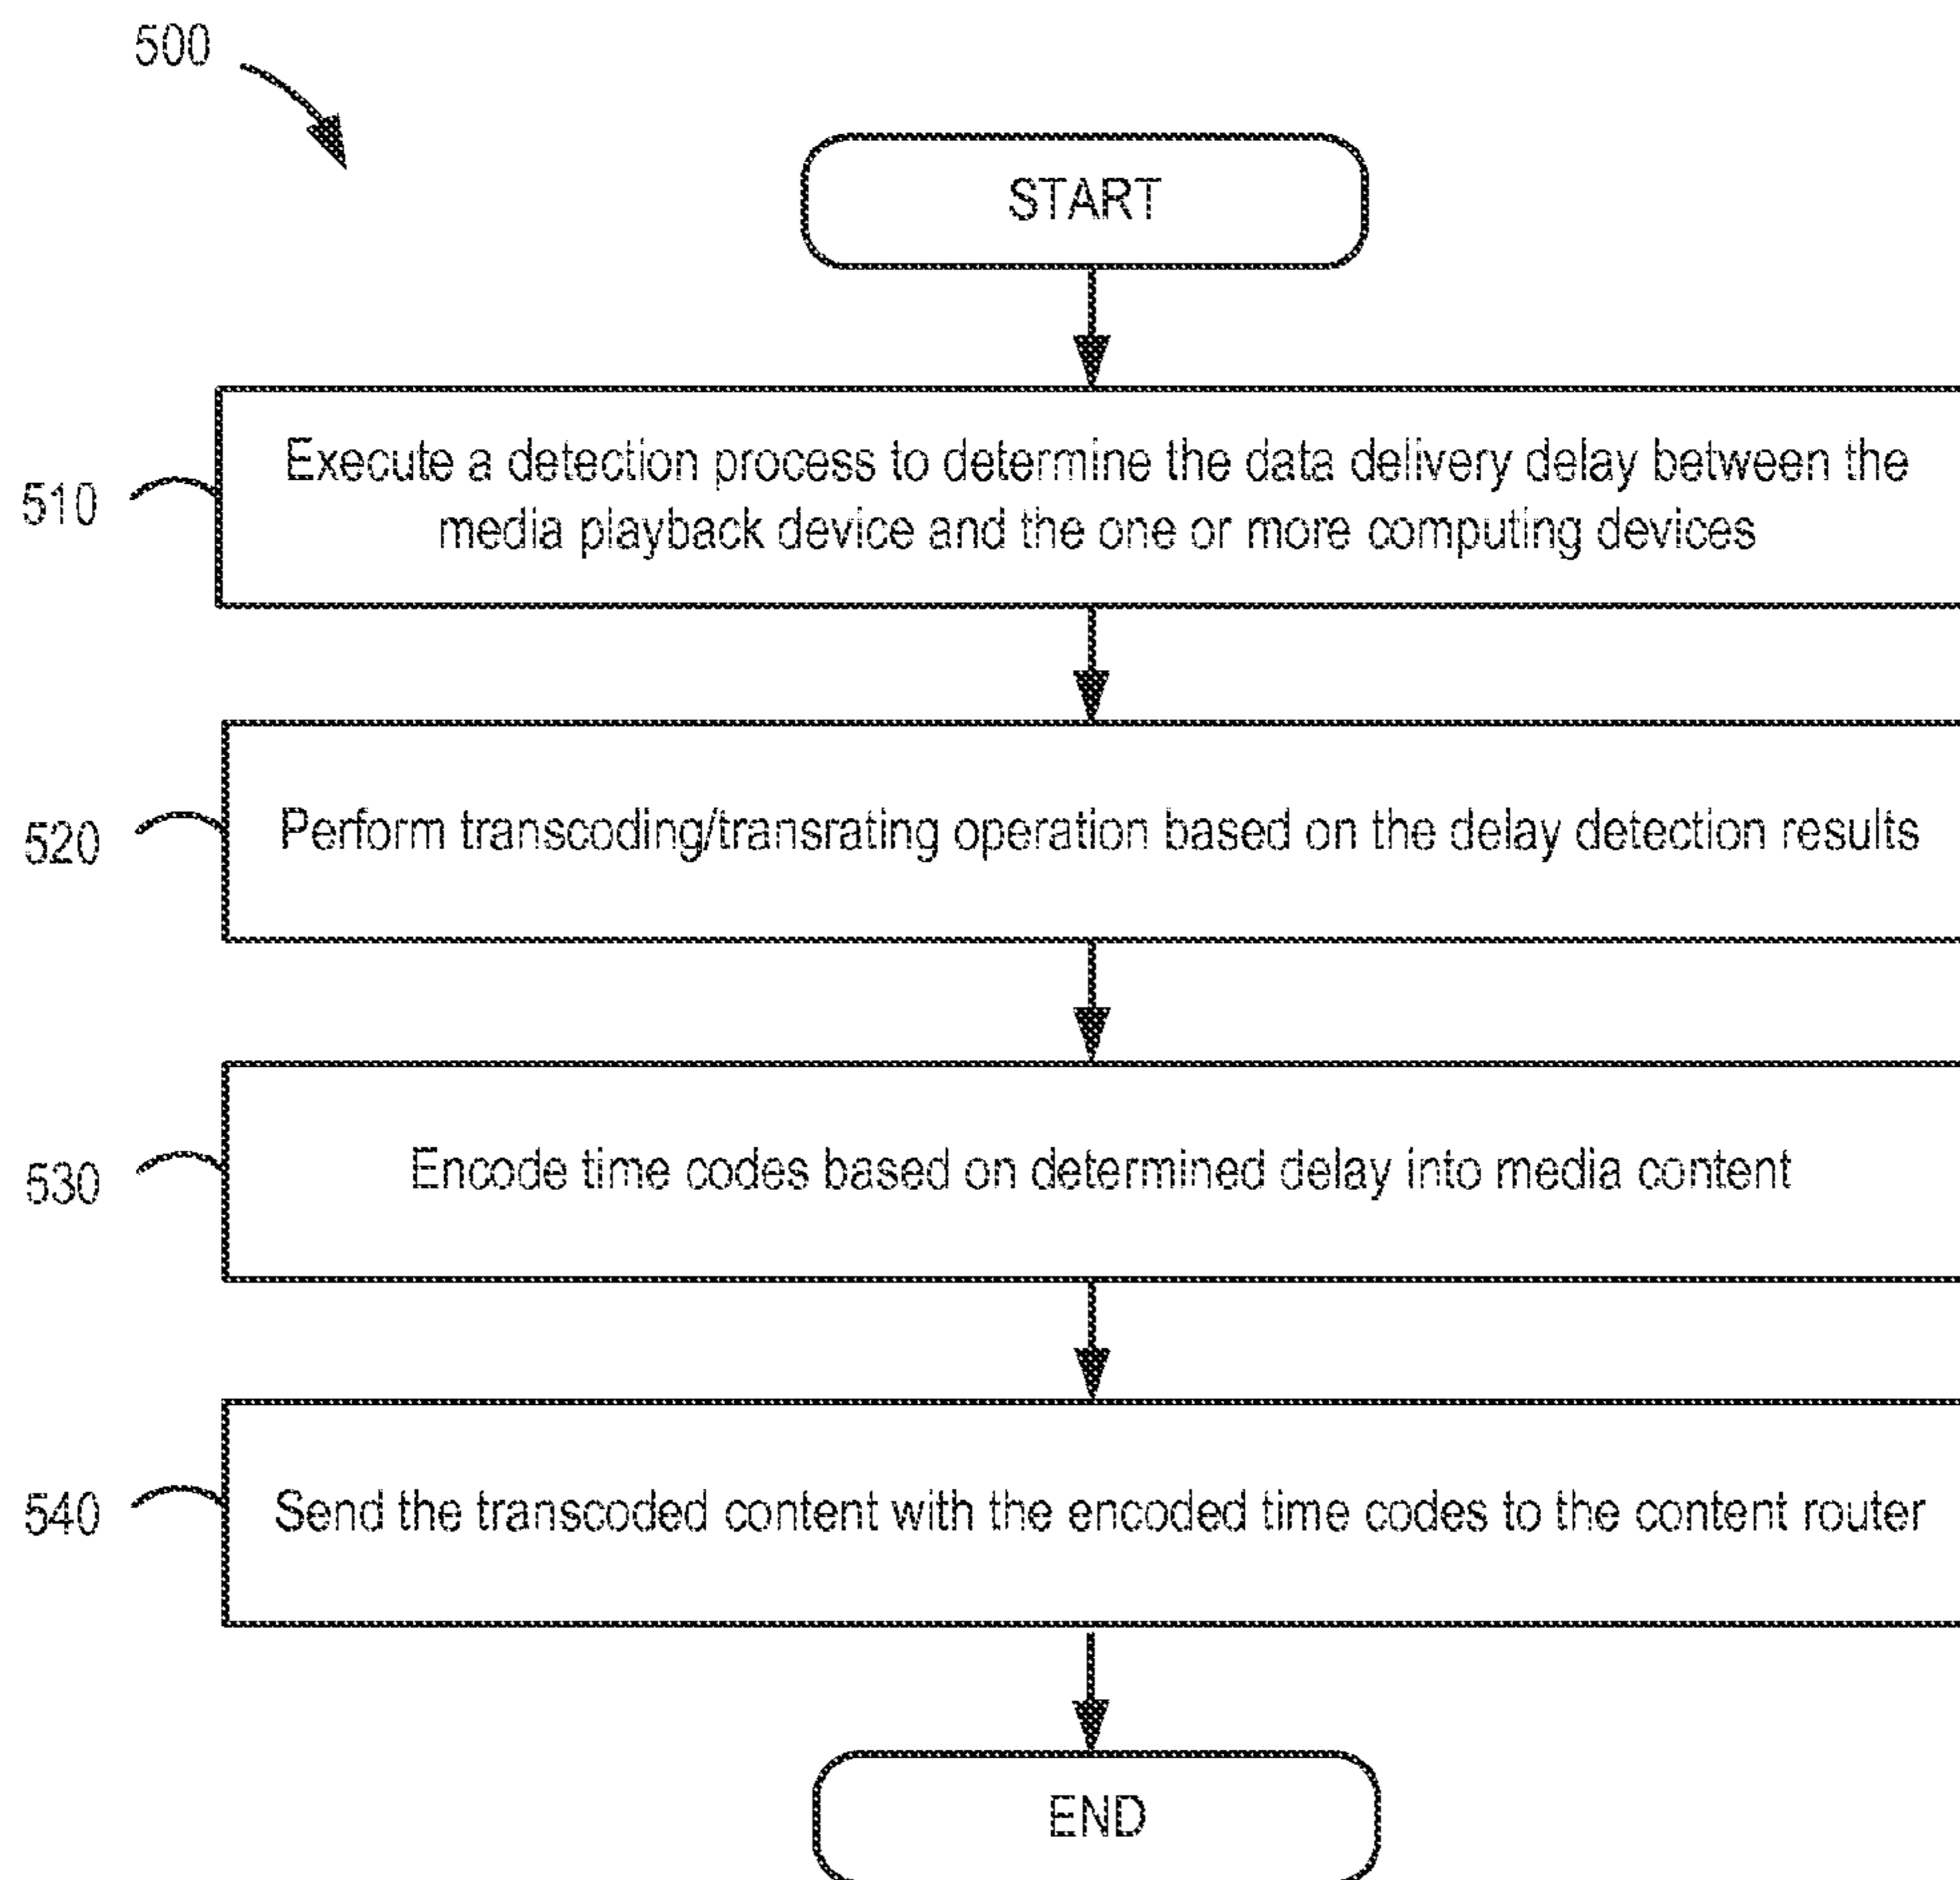 500
START
510
Execute a detection process to determine the data delivery delay between the
media playback device and the one or more computing devices
520
Perform transcoding/transrating operation based on the delay detection results
530
Encode time codes based on determined delay into media content
540
Send the transcoded content with the encoded time codes to the content router
END